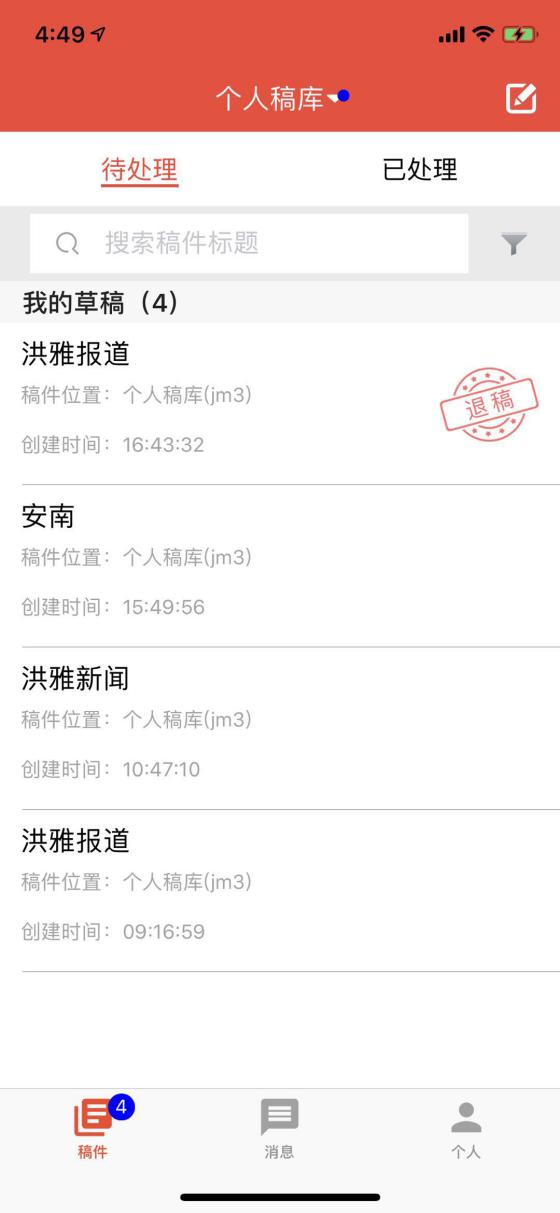 4:49
个人稿库
待处理
已处理
搜索稿件标题
我的草稿（4）
洪雅报道
稿件位置：个人稿库(jm3)
退稿
创建时间：16:43:32
安南
稿件位置：个人稿库(jm3)
创建时间：15:49:56
洪雅新闻
稿件位置：个人稿库(jm3)
创建时间：10:47:10
洪雅报道
稿件位置：个人稿库(jm3)
创建时间：09:16:59
4
稿件
消息
个人